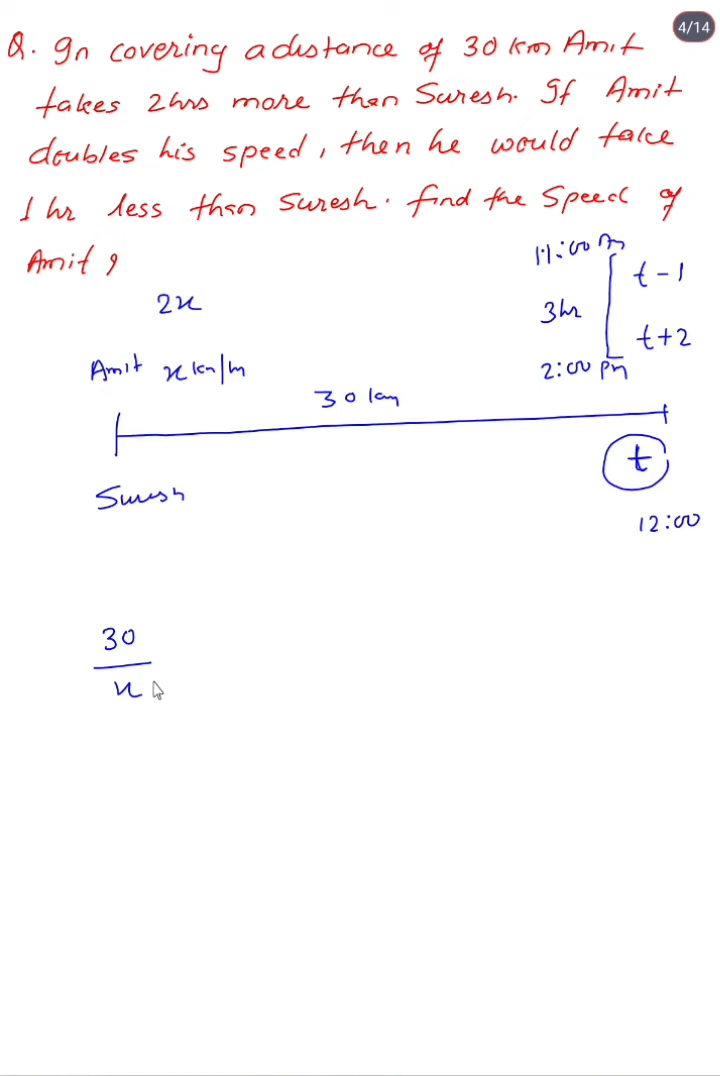 4/14
Q. In covering a distance of 30 km Amit
takes 2hrs more than Suresh. If Amit
doubles his speed, then he would take
1 hr less than Suresh. find the speed of
Amit ?
11:00 Am
t-1
2x
3hr
t+2
Amit x km/h
2:00 pm
30 km
t
Suresh
12:00
30
x